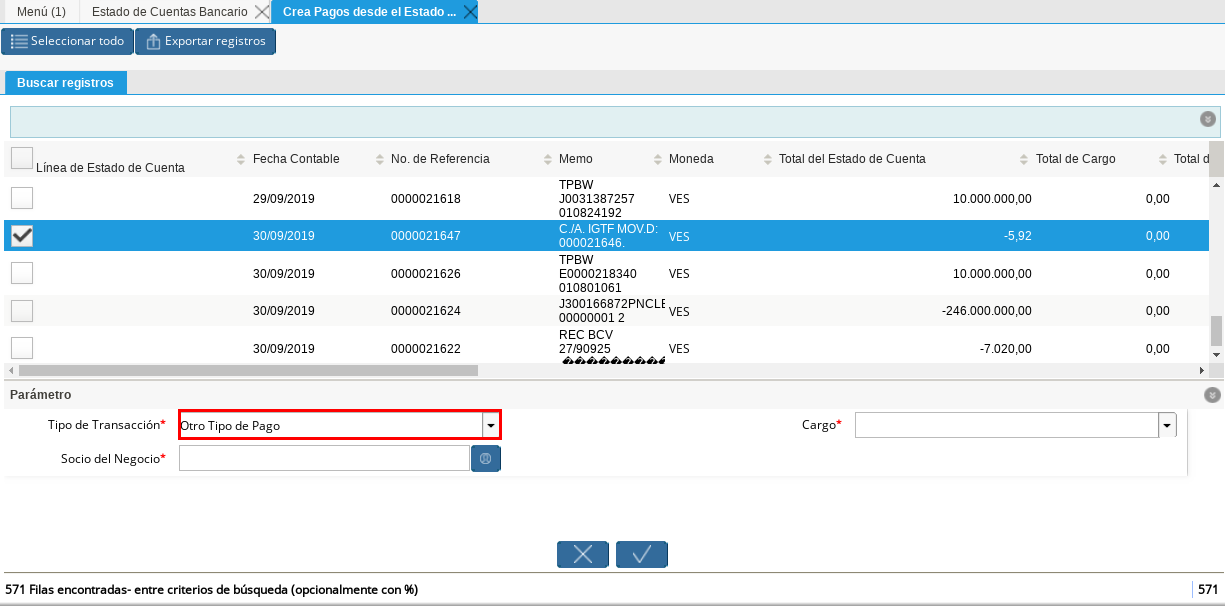 Menú (1) Estado de Cuentas Bancario Crea Pagos desde el Estado ...
Seleccionar todo Exportar registros
Buscar registros
Línea de Estado de Cuenta Fecha Contable No. de Referencia Memo Moneda Total del Estado de Cuenta Total de Cargo Total d
29/09/2019 0000021618 TPBW J0031387257 010824192 VES 10.000.000,00 0,00
30/09/2019 0000021647 C./A. IGTF MOV.D: 000021646. VES -5,92 0,00
30/09/2019 0000021626 TPBW E0000218340 010801061 VES 10.000.000,00 0,00
30/09/2019 0000021624 J300166872PNCLE 00000001 2 VES -246.000.000,00 0,00
30/09/2019 0000021622 REC BCV 27/90925 ���������� VES -7.020,00 0,00
Parámetro
Tipo de Transacción* Otro Tipo de Pago Cargo*
Socio del Negocio*
571 Filas encontradas- entre criterios de búsqueda (opcionalmente con %) 571